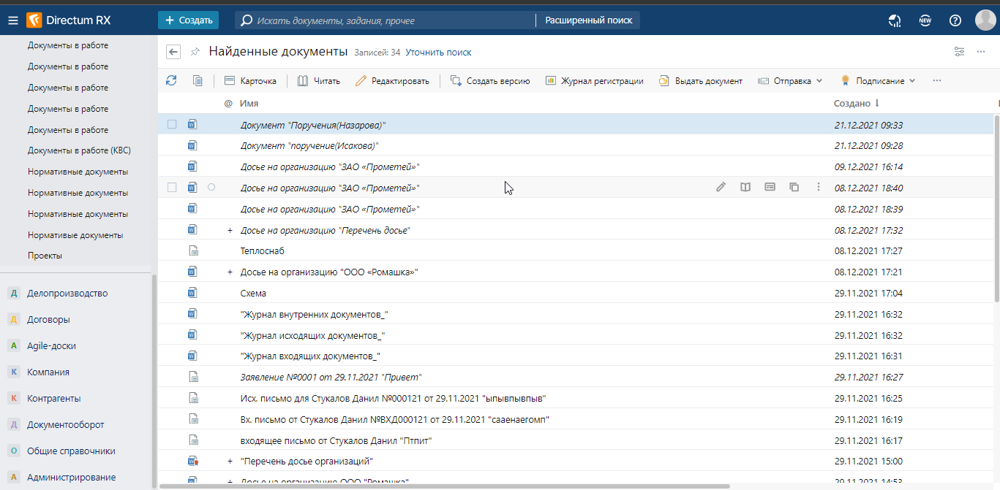 Directum RX
Создать
Искать документы, задания, прочее
Расширенный поиск
NEW
Документы в работе
Документы в работе
Документы в работе
Документы в работе
Документы в работе
Документы в работе (КВС)
Нормативные документы
Нормативные документы
Нормативные документы
Нормативые документы
Проекты
Д Делопроизводство
Д Договоры
А Agile-доски
К Компания
К Контрагенты
Д Документооборот
О Общие справочники
А Администрирование
Найденные документы Записей: 34 Уточнить поиск
Карточка Читать Редактировать Создать версию Журнал регистрации Выдать документ Отправка Подписание
@ Имя Создано
Документ "Поручения(Назарова)" 21.12.2021 09:33
Документ "поручение(Исакова)" 21.12.2021 09:28
Досье на организацию "ЗАО «Прометей»" 09.12.2021 16:14
Досье на организацию "ЗАО «Прометей»" 08.12.2021 18:40
Досье на организацию "ЗАО «Прометей»" 08.12.2021 18:39
+ Досье на организацию "Перечень досье" 08.12.2021 17:32
Теплоснаб 08.12.2021 17:27
+ Досье на организацию "ООО «Ромашка»" 08.12.2021 17:21
Схема 29.11.2021 17:04
"Журнал внутренних документов_" 29.11.2021 16:32
"Журнал исходящих документов_" 29.11.2021 16:32
"Журнал входящих документов_" 29.11.2021 16:31
Заявление №0001 от 29.11.2021 "Привет" 29.11.2021 16:27
Исх. письмо для Стукалов Данил №000121 от 29.11.2021 "ыпывпывпыв" 29.11.2021 16:25
Вх. письмо от Стукалов Данил №ВХД000121 от 29.11.2021 "сааенаегомп" 29.11.2021 16:19
входящее письмо от Стукалов Данил "Птпит" 29.11.2021 16:17
+ "Перечень досье организаций" 29.11.2021 15:00
+ Досье на организацию ООО "Ромашка" 29.11.2021 14:53